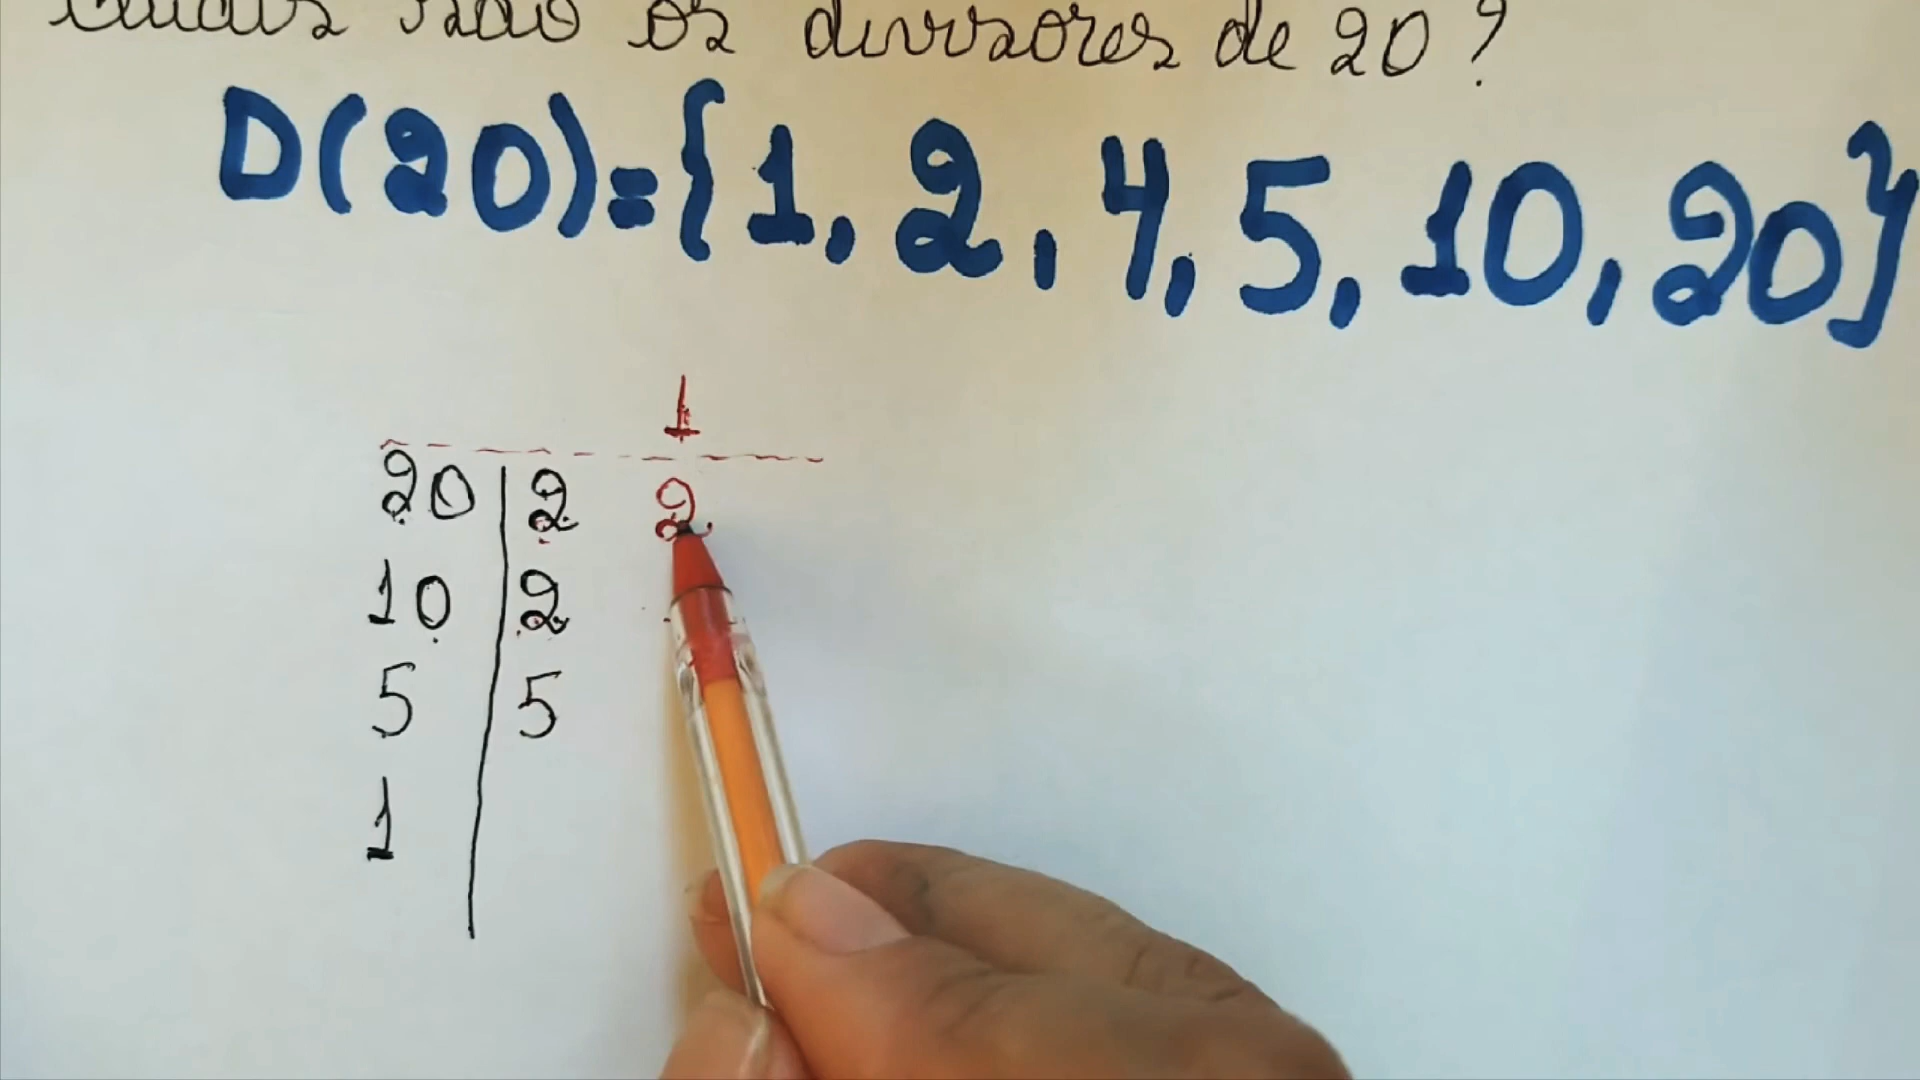 são os divisores de 20?
D(20)={1, 2, 4, 5, 10, 20}
1
20 2 2
10 2
5 5
1